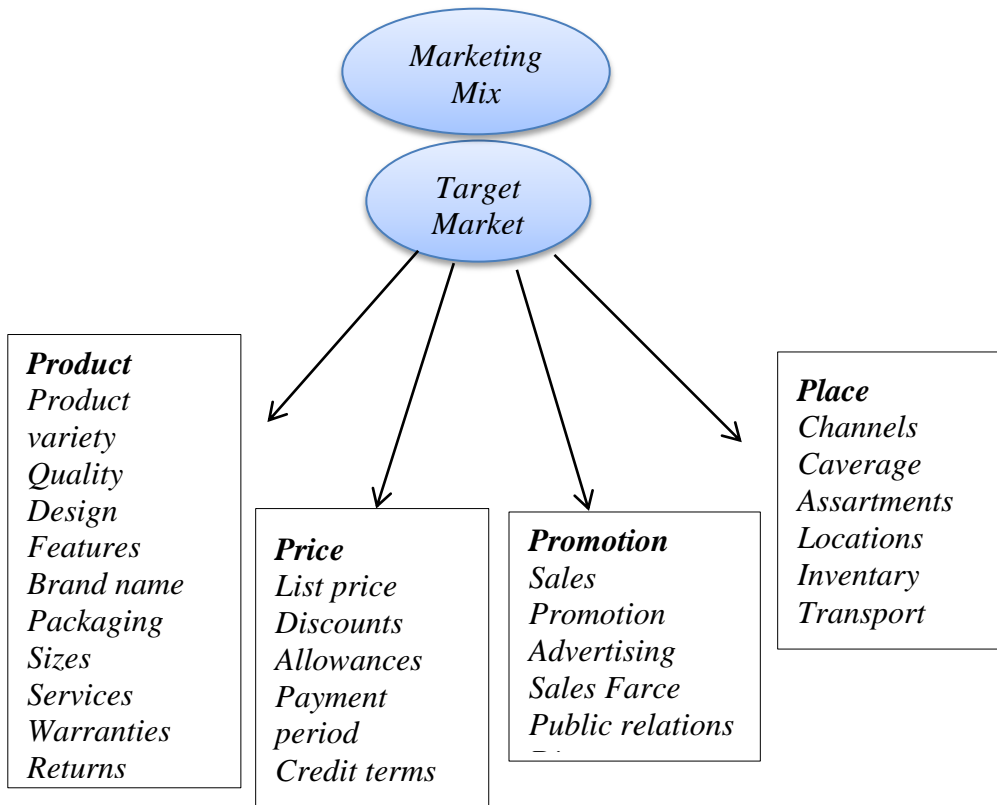 Marketing
Mix
Target
Market
Product
Product
variety
Quality
Design
Features
Brand name
Packaging
Sizes
Services
Warranties
Returns
Price
List price
Discounts
Allowances
Payment
period
Credit terms
Promotion
Sales
Promotion
Advertising
Sales Farce
Public relations
Place
Channels
Caverage
Assartments
Locations
Inventary
Transport